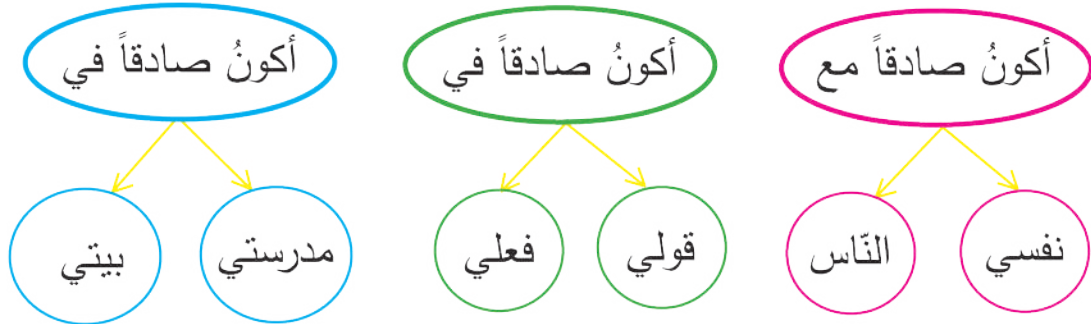 أكونُ صادقاً مع
أكونُ صادقاً في
أكونُ صادقاً في
نفسي
النّاس
قولي
فعلي
مدرستي
بيتي